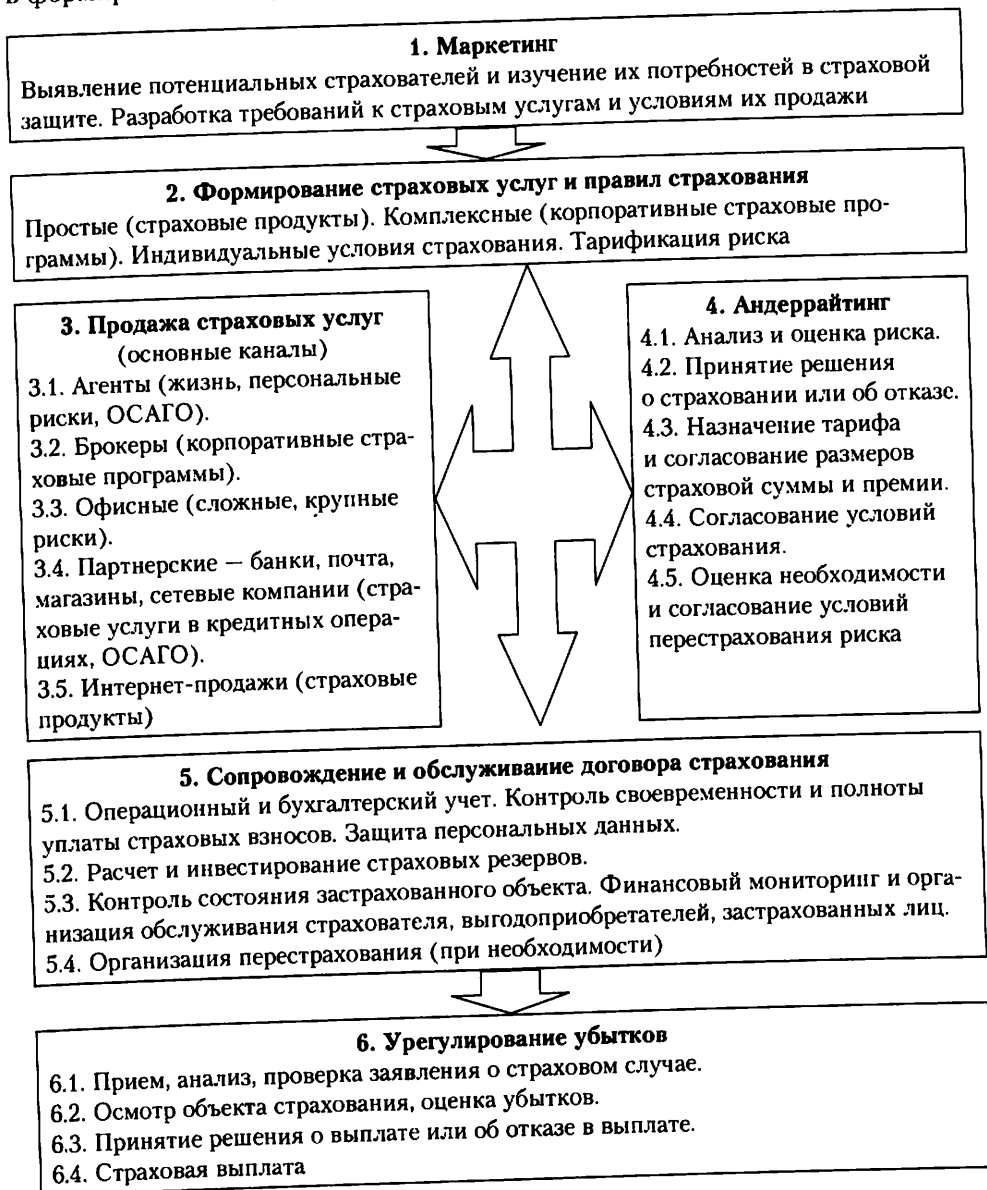 1. Маркетинг
Выявление потенциальных страхователей и изучение их потребностей в страховой
защите. Разработка требований к страховым услугам и условиям их продажи
2. Формирование страховых услуг и правил страхования
Простые (страховые продукты). Комплексные (корпоративные страховые про-
граммы). Индивидуальные условия страхования. Тарификация риска
3. Продажа страховых услуг
(основные каналы)
3.1. Агенты (жизнь, персональные
риски, ОСАГО).
3.2. Брокеры (корпоративные стра-
ховые программы).
3.3. Офисные (сложные, крупные
риски).
3.4. Партнерские — банки, почта,
магазины, сетевые компании (стра-
ховые услуги в кредитных опера-
циях, ОСАГО).
3.5. Интернет-продажи (страховые
продукты)
4. Андеррайтинг
4.1. Анализ и оценка риска.
4.2. Принятие решения
о страховании или об отказе.
4.3. Назначение тарифа
и согласование размеров
страховой суммы и премии.
4.4. Согласование условий
страхования.
4.5. Оценка необходимости
и согласование условий
перестрахования риска
5. Сопровождение и обслуживание договора страхования
5.1. Операционный и бухгалтерский учет. Контроль своевременности и полноты
уплаты страховых взносов. Защита персональных данных.
5.2. Расчет и инвестирование страховых резервов.
5.3. Контроль состояния застрахованного объекта. Финансовый мониторинг и орга-
низация обслуживания страхователя, выгодоприобретателей, застрахованных лиц.
5.4. Организация перестрахования (при необходимости)
6. Урегулирование убытков
6.1. Прием, анализ, проверка заявления о страховом случае.
6.2. Осмотр объекта страхования, оценка убытков.
6.3. Принятие решения о выплате или об отказе в выплате.
6.4. Страховая выплата